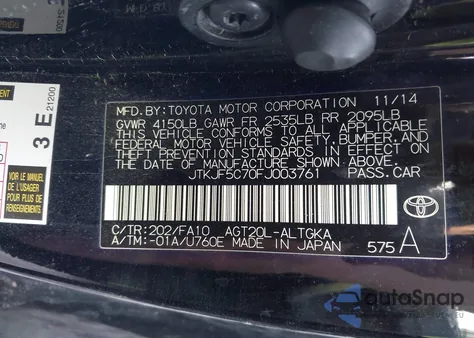 MFD.BY:TOYOTA MOTOR CORPORATION 11/14
GVWR 4150LB GAWR FR 2535LB RR 2095LB
THIS VEHICLE CONFORMS TO ALL APPLICABLE
FEDERAL MOTOR VEHICLE SAFETY, BUMPER, AND
THEFT PREVENTION STANDARDS IN EFFECT ON
THE DATE OF MANUFACTURE SHOWN ABOVE.
JTKJF5C70FJ003761 PASS.CAR
C/TR:202/FA10 AGT20L-ALTGKA
A/TM:-01A/U760E MADE IN JAPAN 575 A
TOYOTA
3 E
21200
VOIR LE MANUEL
DE L'USAGER
POUR PLUS DE
AutoSnap